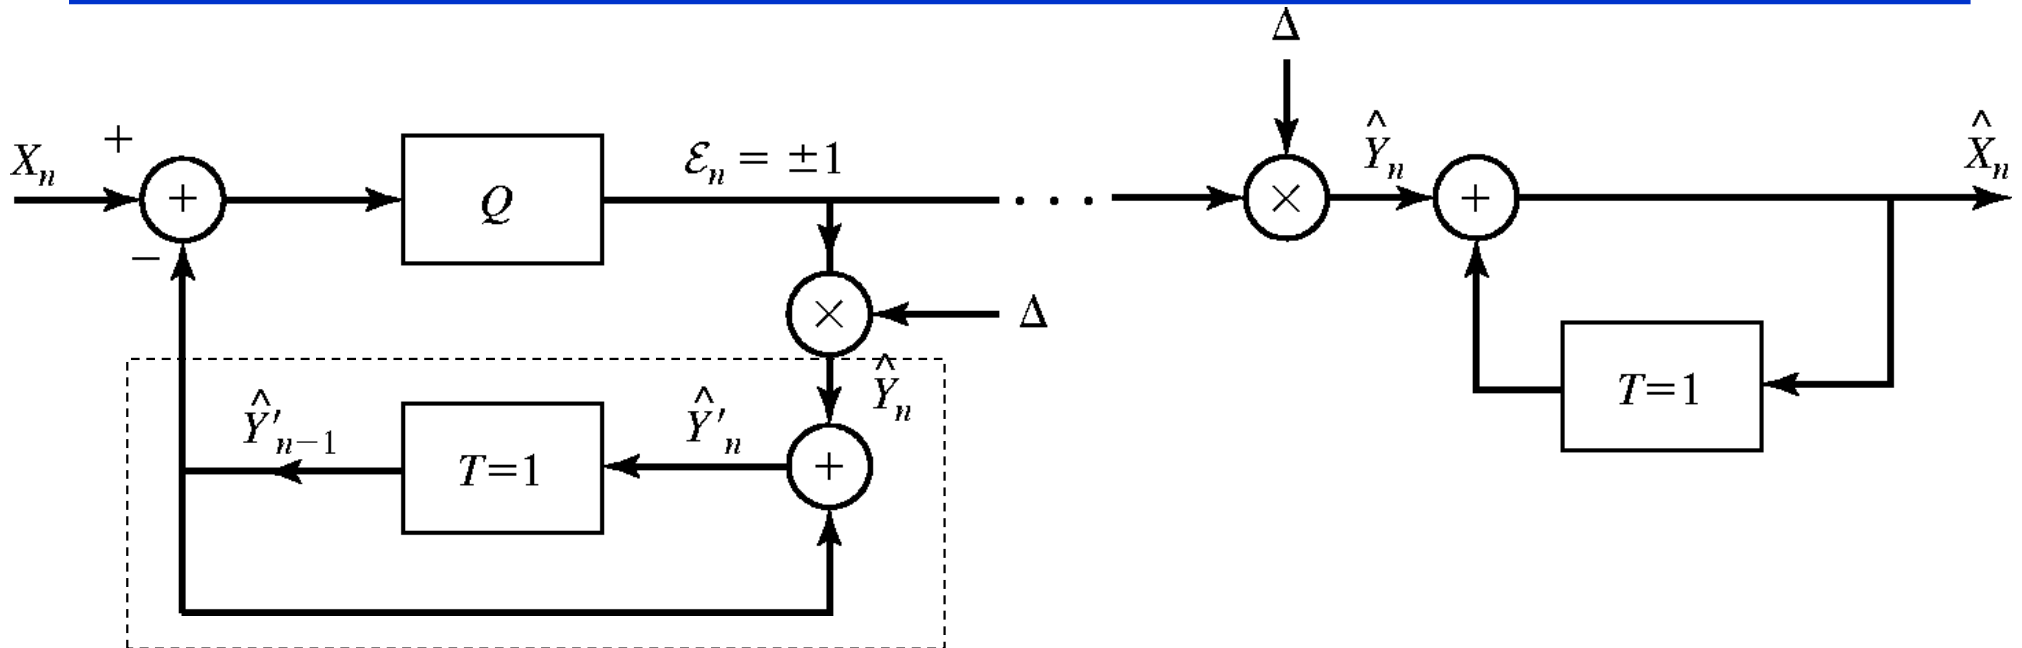 Δ
+
Xₙ
+
Q
ℰₙ = ±1
. . .
×
Ŷₙ
+
X̂ₙ
−
×
Δ
Ŷₙ
Ŷ′ₙ₋₁
T=1
Ŷ′ₙ
+
T=1